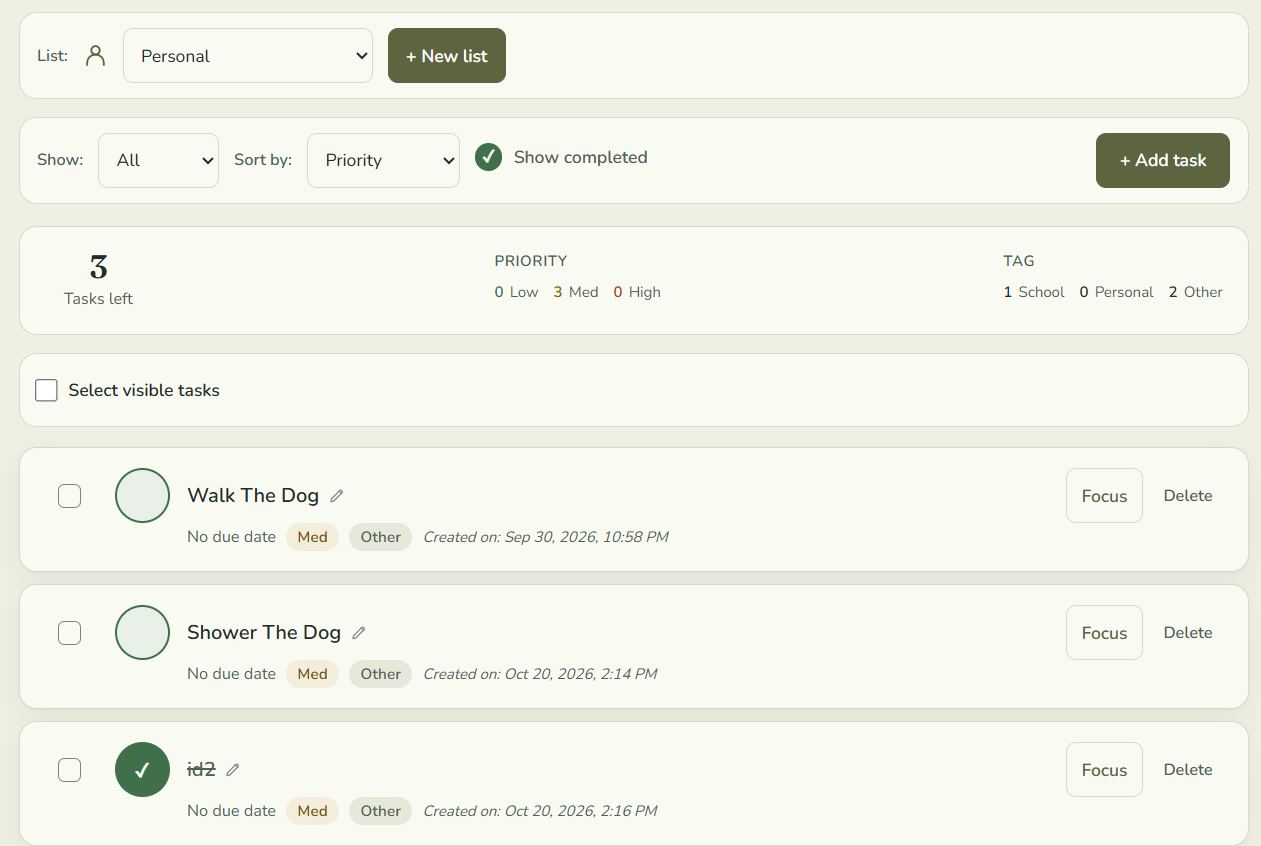 List: Personal + New list
Show: All Sort by: Priority Show completed + Add task
3
Tasks left
PRIORITY
0 Low 3 Med 0 High
TAG
1 School 0 Personal 2 Other
Select visible tasks
Walk The Dog Focus Delete
No due date Med Other Created on: Sep 30, 2026, 10:58 PM
Shower The Dog Focus Delete
No due date Med Other Created on: Oct 20, 2026, 2:14 PM
id2 Focus Delete
No due date Med Other Created on: Oct 20, 2026, 2:16 PM